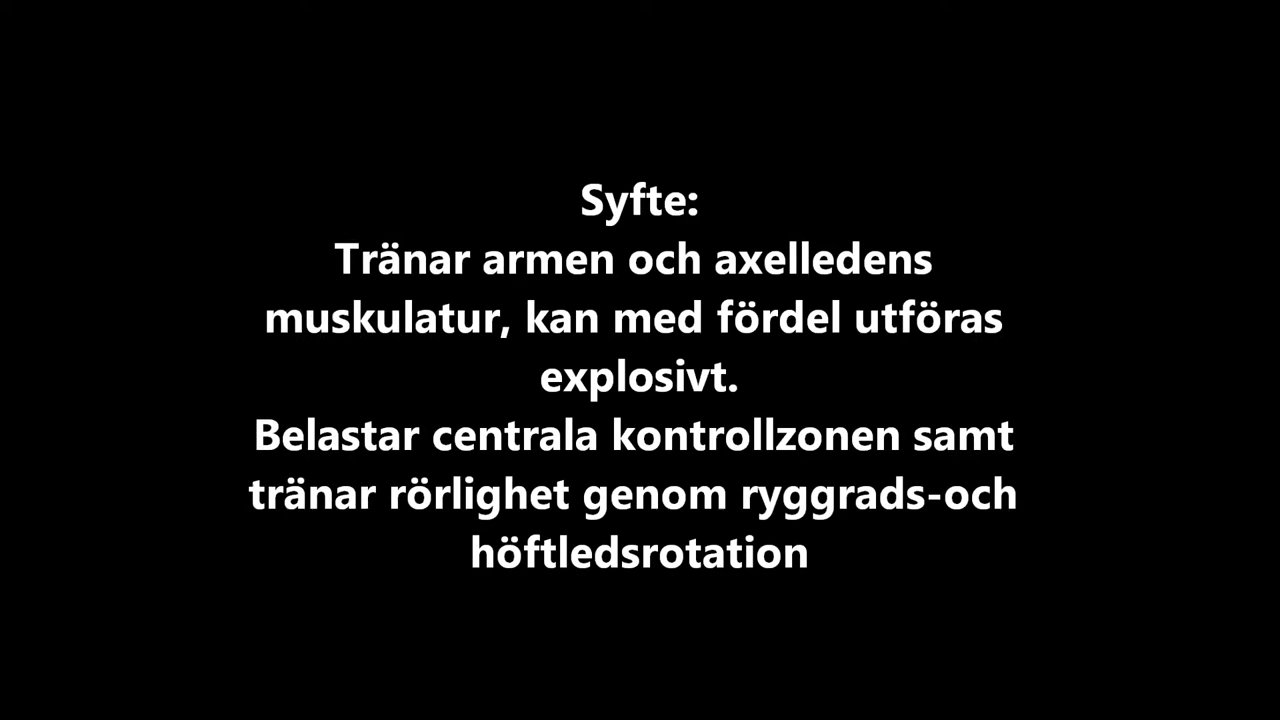 Syfte:
Tränar armen och axelledens
muskulatur, kan med fördel utföras
explosivt.
Belastar centrala kontrollzonen samt
tränar rörlighet genom ryggrads-och
höftledsrotation